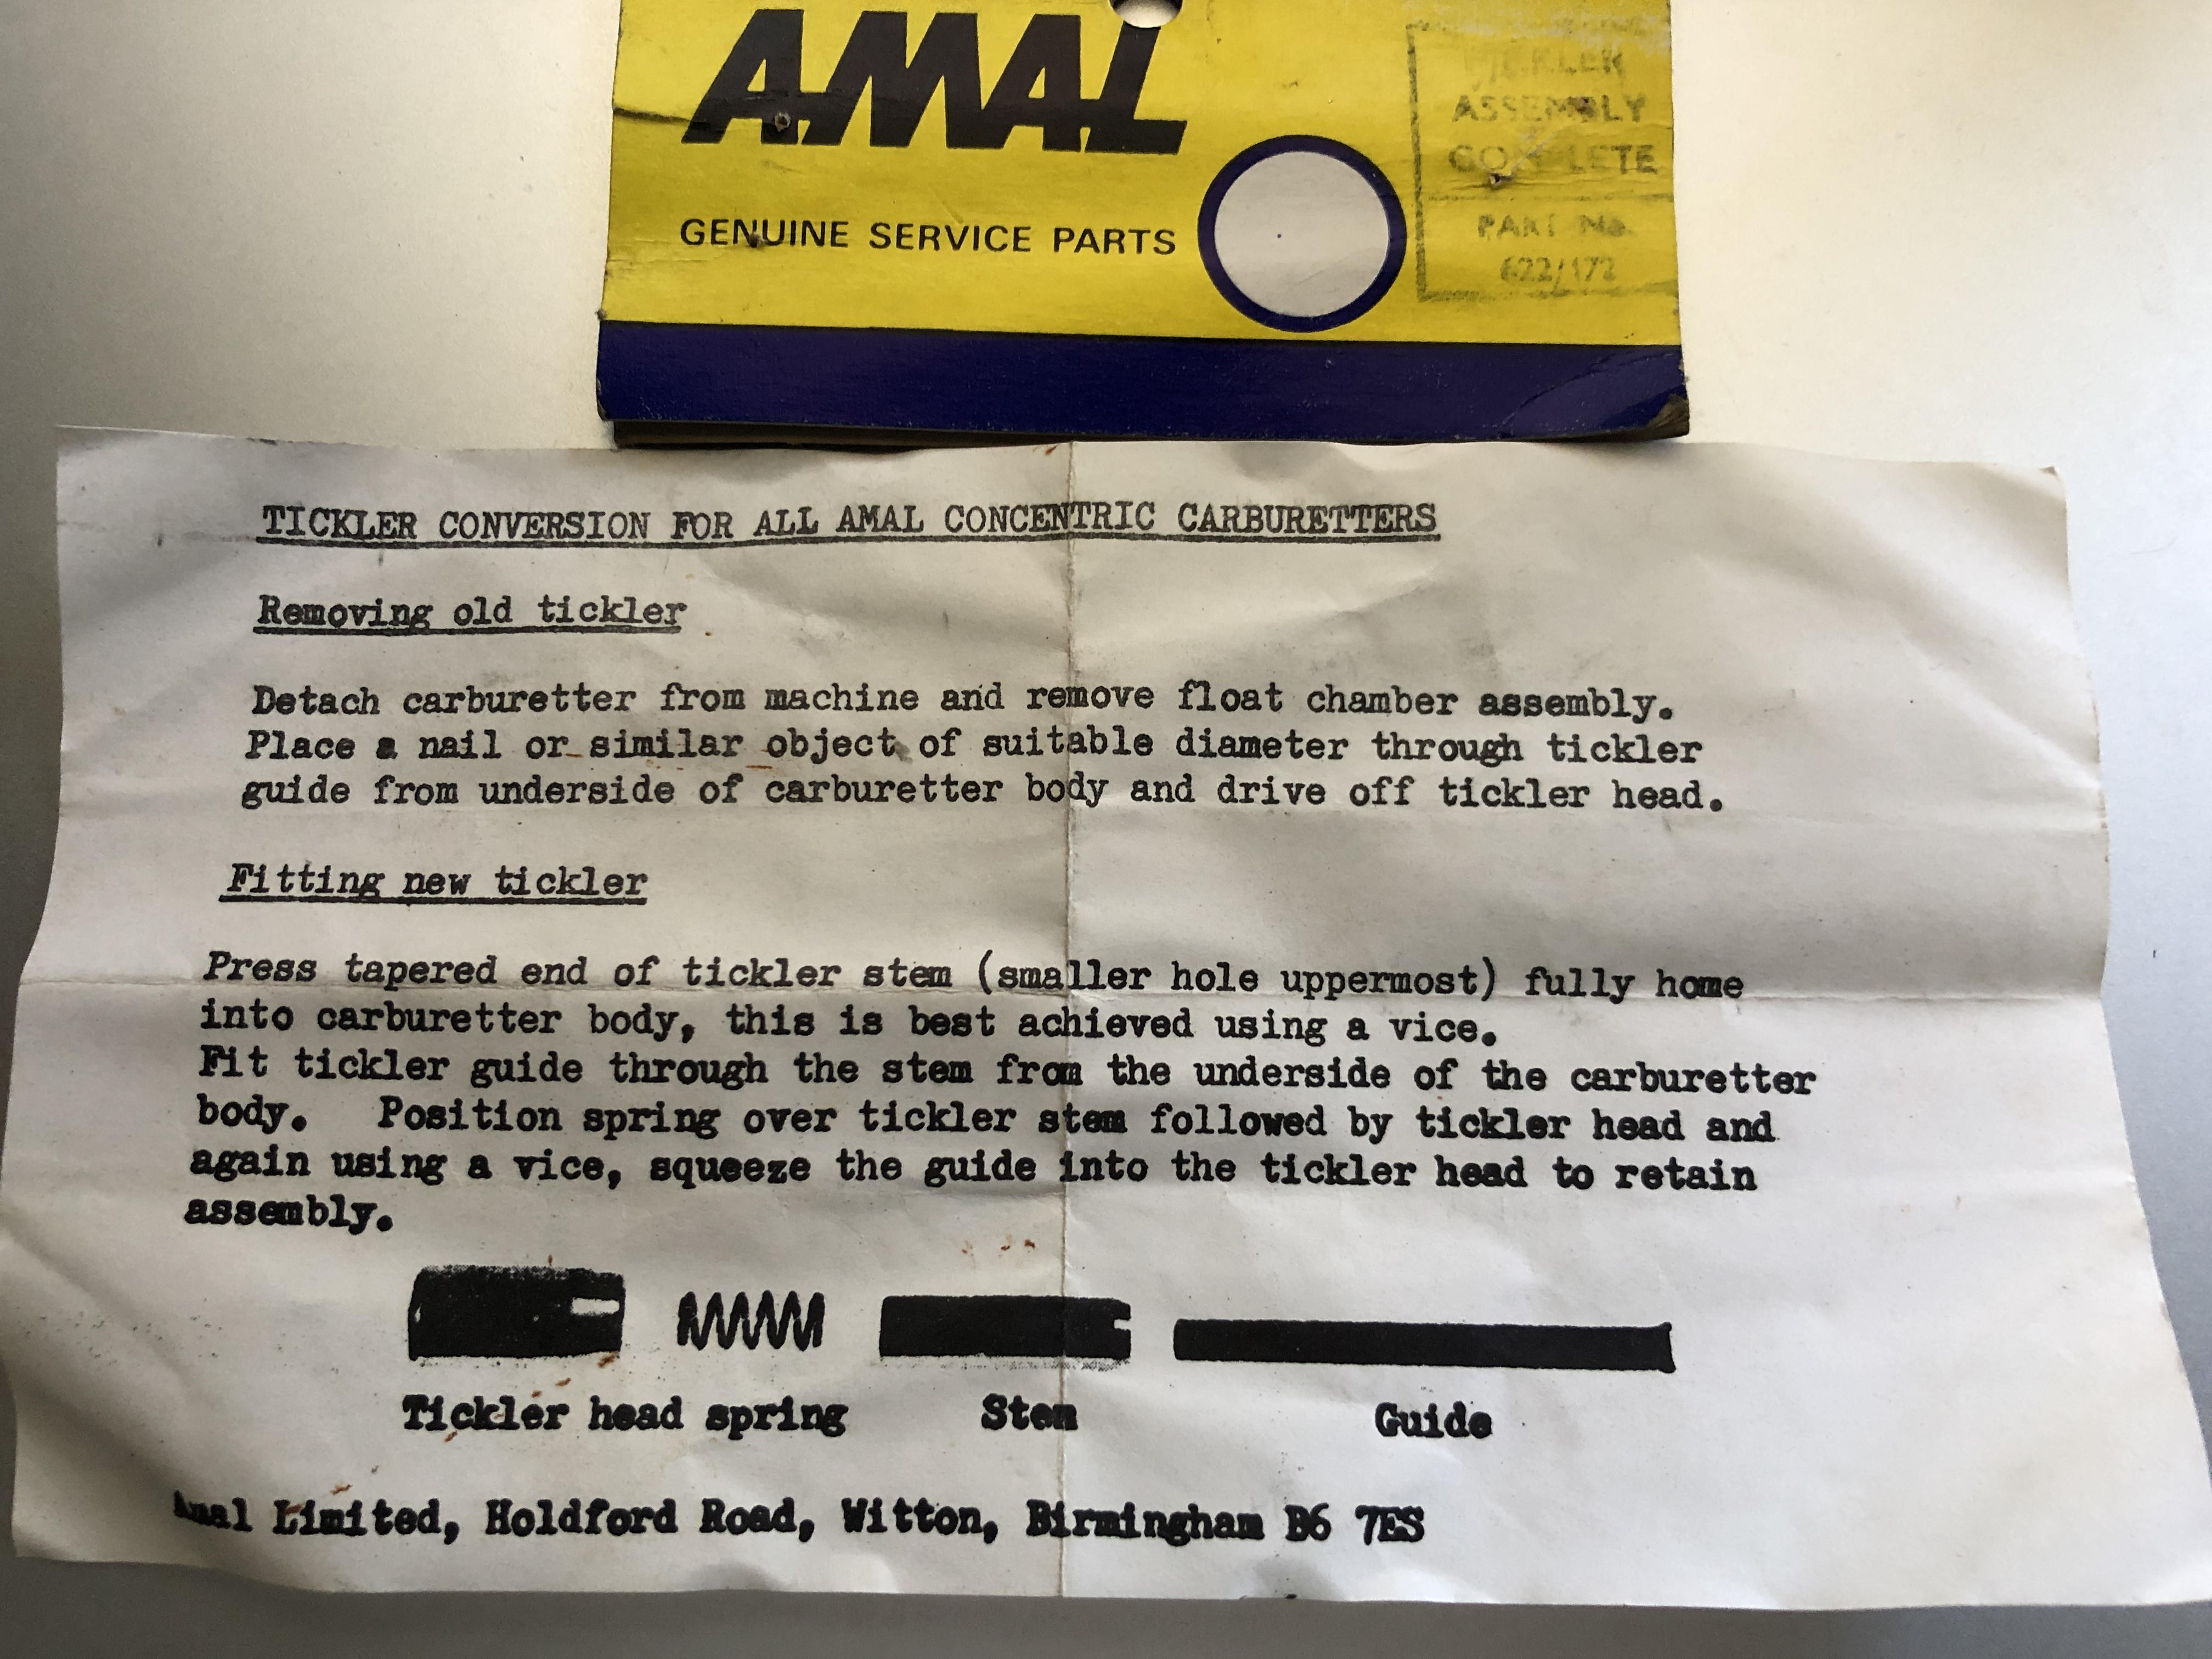 AMAL
GENUINE SERVICE PARTS
TICKLER
ASSEMBLY
COMPLETE
PART No.
622/172
TICKLER CONVERSION FOR ALL AMAL CONCENTRIC CARBURETTERS
Removing old tickler
Detach carburetter from machine and remove float chamber assembly.
Place a nail or similar object of suitable diameter through tickler
guide from underside of carburetter body and drive off tickler head.
Fitting new tickler
Press tapered end of tickler stem (smaller hole uppermost) fully home
into carburetter body, this is best achieved using a vice.
Fit tickler guide through the stem from the underside of the carburetter
body. Position spring over tickler stem followed by tickler head and
again using a vice, squeeze the guide into the tickler head to retain
assembly.
Tickler head spring Stem Guide
Amal Limited, Holdford Road, Witton, Birmingham B6 7ES